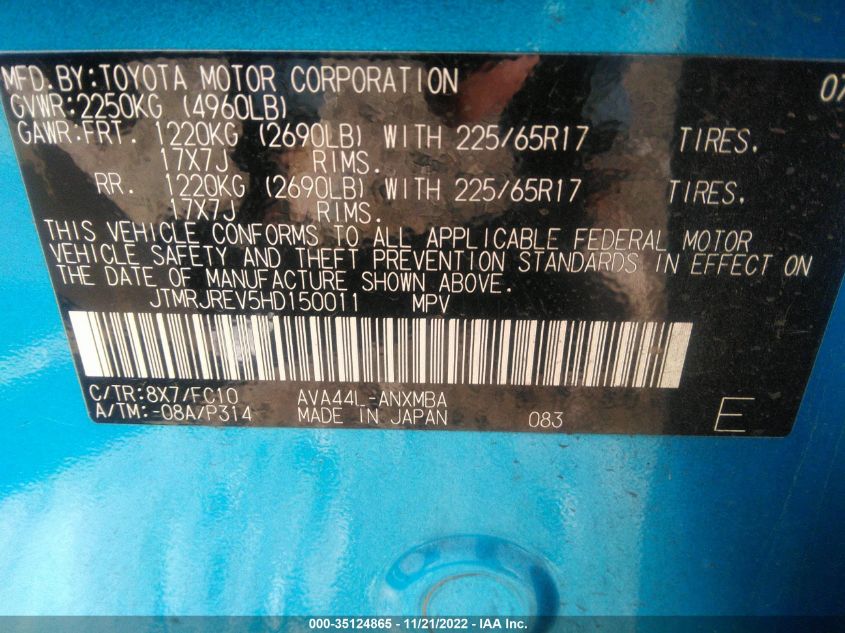 MFD.BY:TOYOTA MOTOR CORPORATION 07
GVWR:2250KG (4960LB)
GAWR:FRT. 1220KG (2690LB) WITH 225/65R17 TIRES.
17X7J RIMS.
RR. 1220KG (2690LB) WITH 225/65R17 TIRES.
17X7J RIMS.
THIS VEHICLE CONFORMS TO ALL APPLICABLE FEDERAL MOTOR
VEHICLE SAFETY AND THEFT PREVENTION STANDARDS IN EFFECT ON
THE DATE OF MANUFACTURE SHOWN ABOVE.
JTMRJREV5HD150011 MPV
C/TR:8X7/FC10 AVA44L-ANXMBA
A/TM:-08A/P314 MADE IN JAPAN 083 E
000-35124865 - 11/21/2022 - IAA Inc.